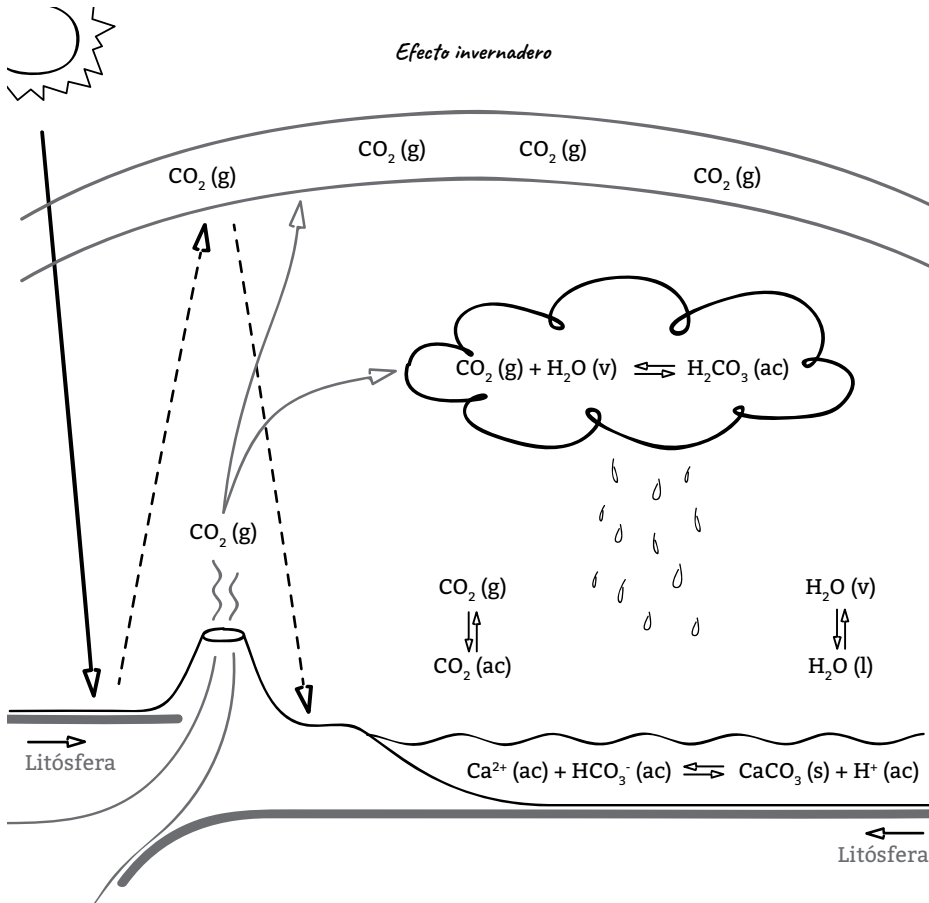 Efecto invernadero
CO₂ (g)
CO₂ (g)
CO₂ (g)
CO₂ (g)
CO₂ (g) + H₂O (v) ⇌ H₂CO₃ (ac)
CO₂ (g)
CO₂ (g)
CO₂ (ac)
H₂O (v)
H₂O (l)
Litósfera
Ca²⁺ (ac) + HCO₃⁻ (ac) ⇌ CaCO₃ (s) + H⁺ (ac)
Litósfera